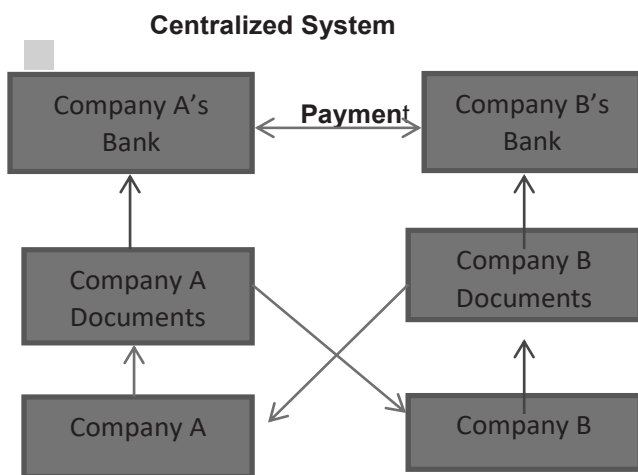 Centralized System
Company A's
Bank
Payment
Company B's
Bank
Company A
Documents
Company B
Documents
Company A
Company B